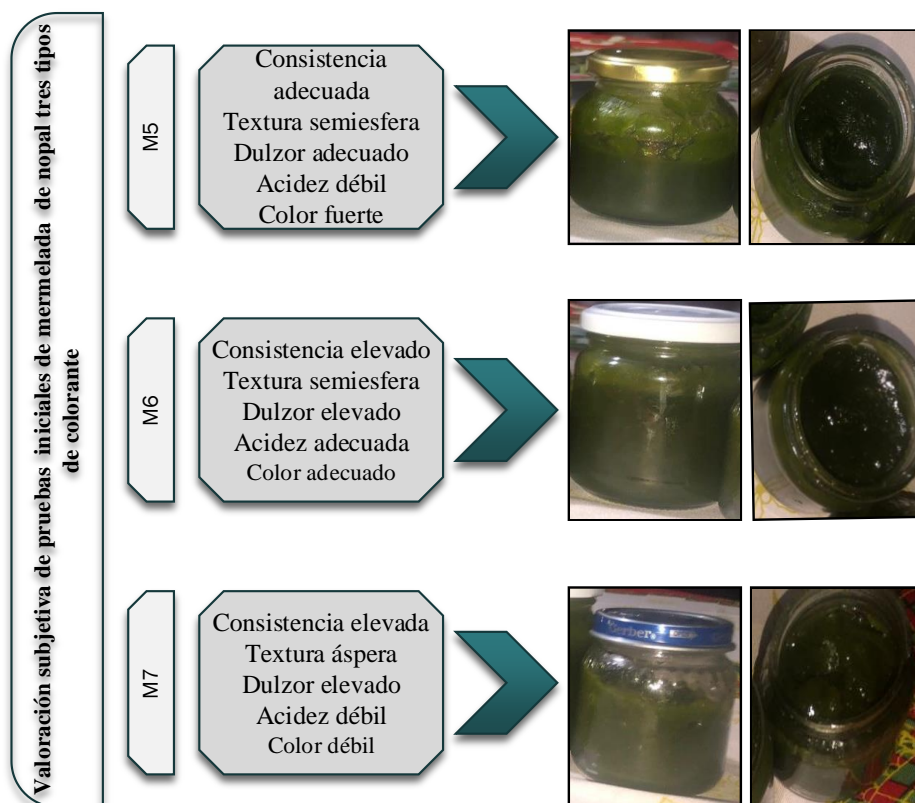 Valoración subjetiva de pruebas iniciales de mermelada de nopal tres tipos
de colorante
M5
Consistencia
adecuada
Textura semiesfera
Dulzor adecuado
Acidez débil
Color fuerte
M6
Consistencia elevado
Textura semiesfera
Dulzor elevado
Acidez adecuada
Color adecuado
M7
Consistencia elevada
Textura áspera
Dulzor elevado
Acidez débil
Color débil
Gerber